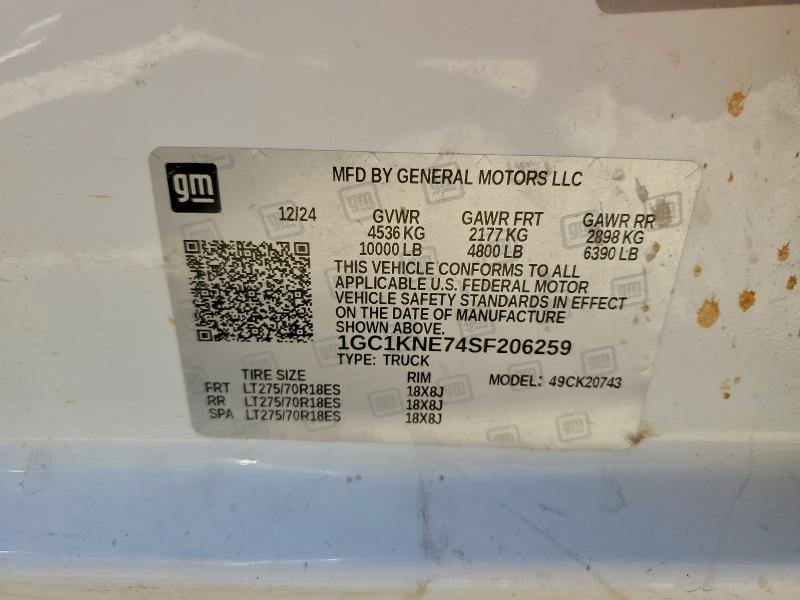 gm
MFD BY GENERAL MOTORS LLC
12/24 GVWR GAWR FRT GAWR RR
4536 KG 2177 KG 2898 KG
10000 LB 4800 LB 6390 LB
THIS VEHICLE CONFORMS TO ALL
APPLICABLE U.S. FEDERAL MOTOR
VEHICLE SAFETY STANDARDS IN EFFECT
ON THE DATE OF MANUFACTURE
SHOWN ABOVE.
1GC1KNE74SF206259
TYPE: TRUCK
TIRE SIZE RIM MODEL: 49CK20743
FRT LT275/70R18ES 18X8J
RR LT275/70R18ES 18X8J
SPA LT275/70R18ES 18X8J